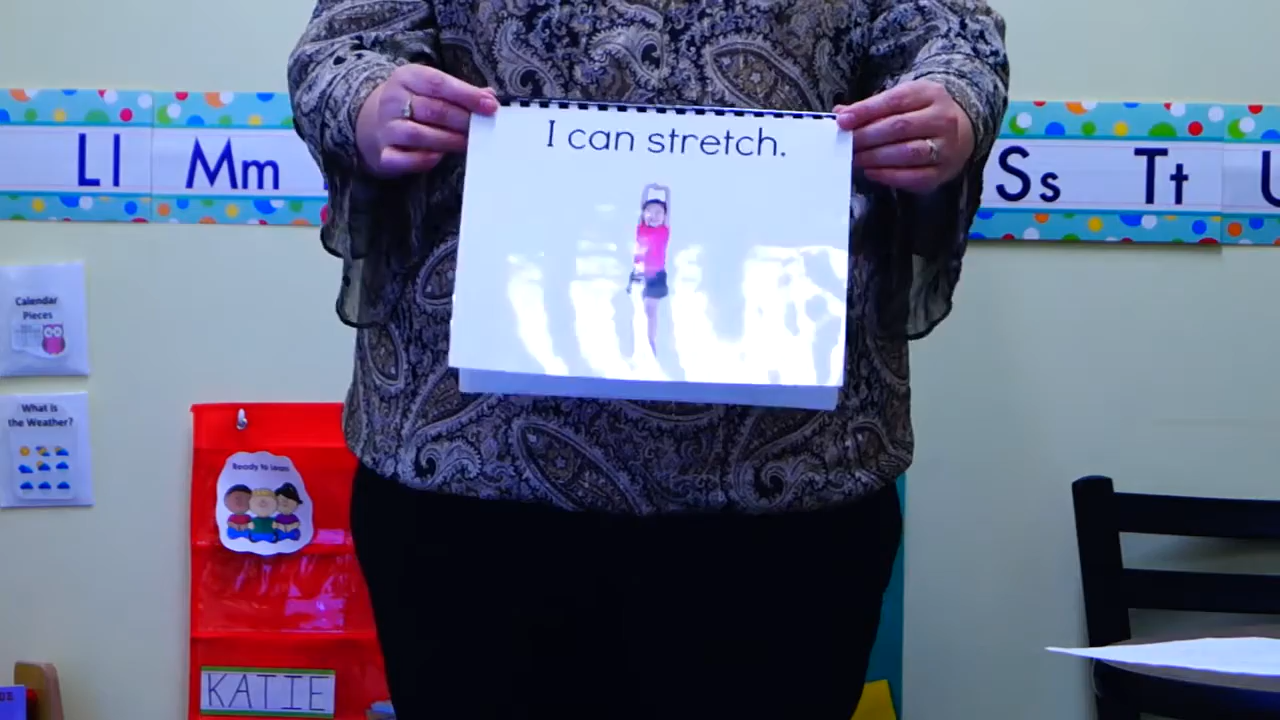 I can stretch.
Ll Mm
Ss Tt U
Calendar
Pieces
What is
the Weather?
Ready to learn
KATIE